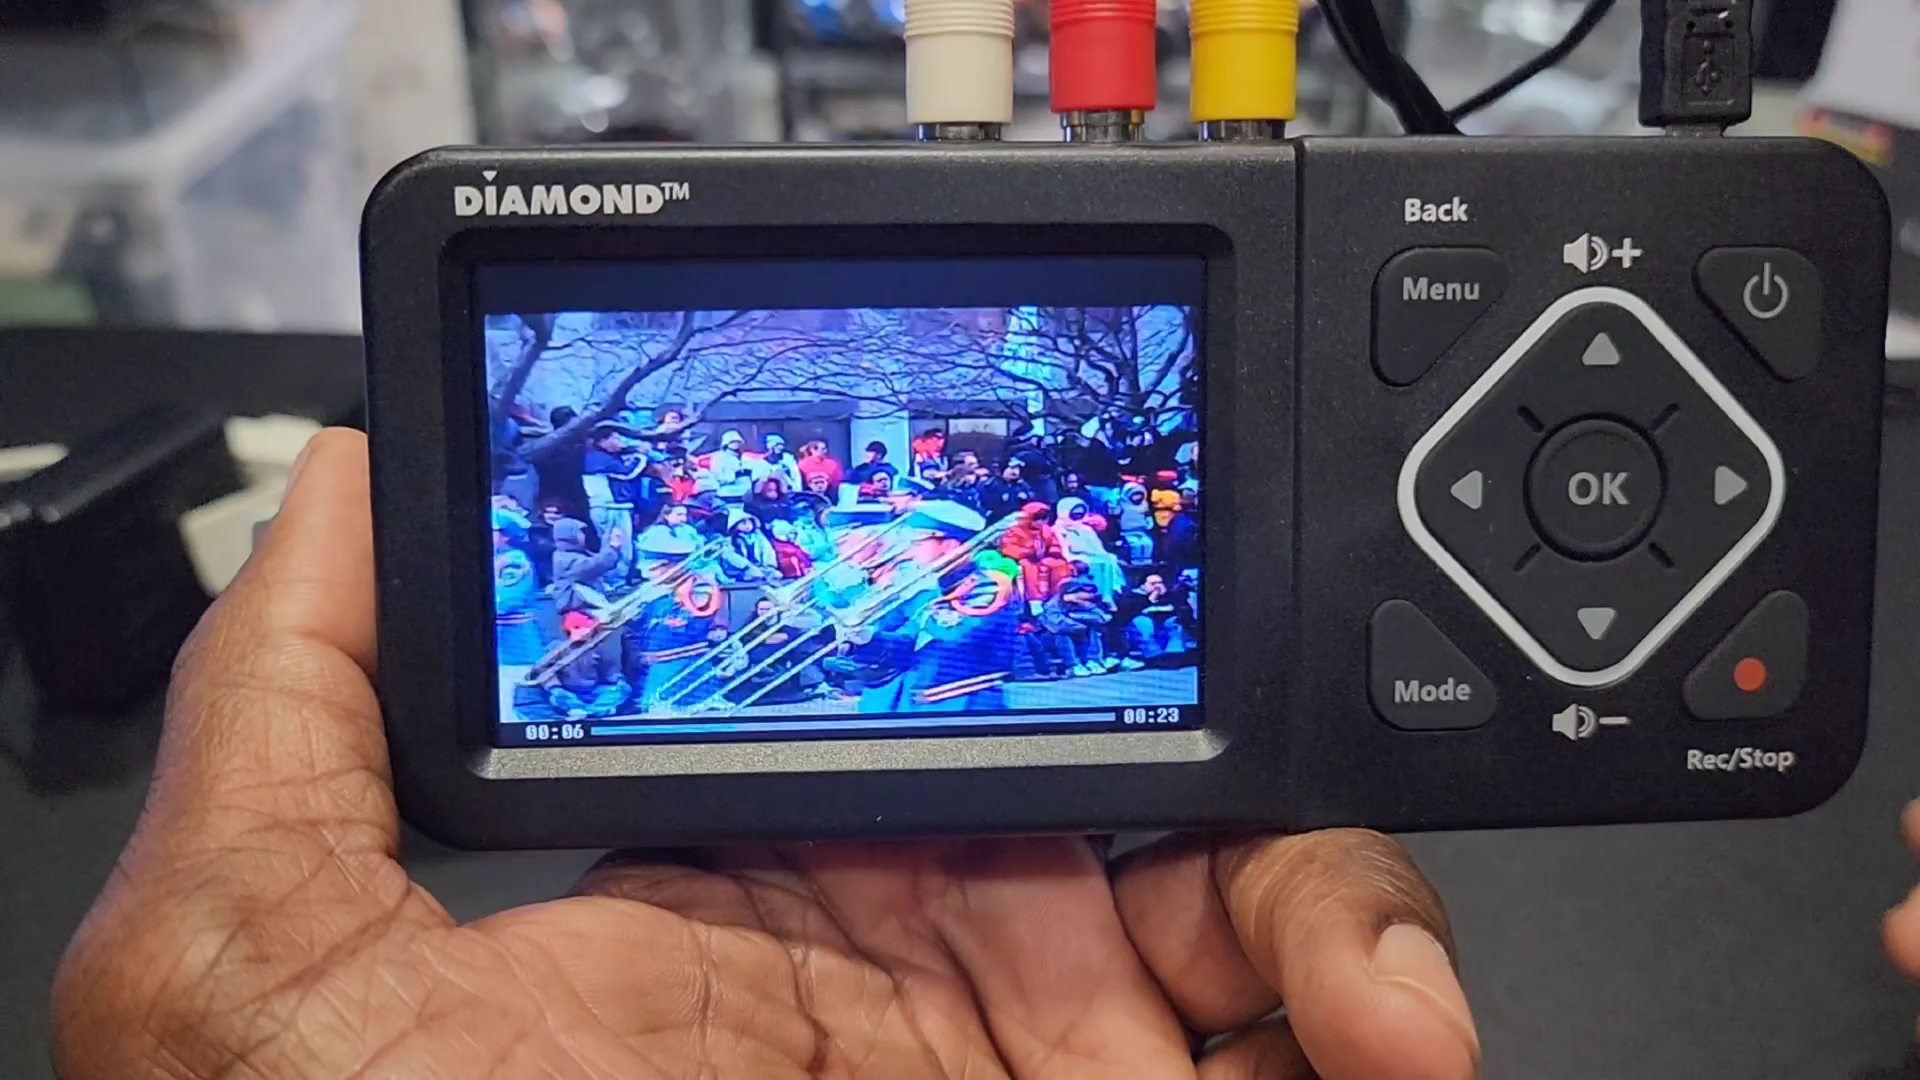 DIAMOND™
Back
Menu
OK
Mode
Rec/Stop
00:06
00:23